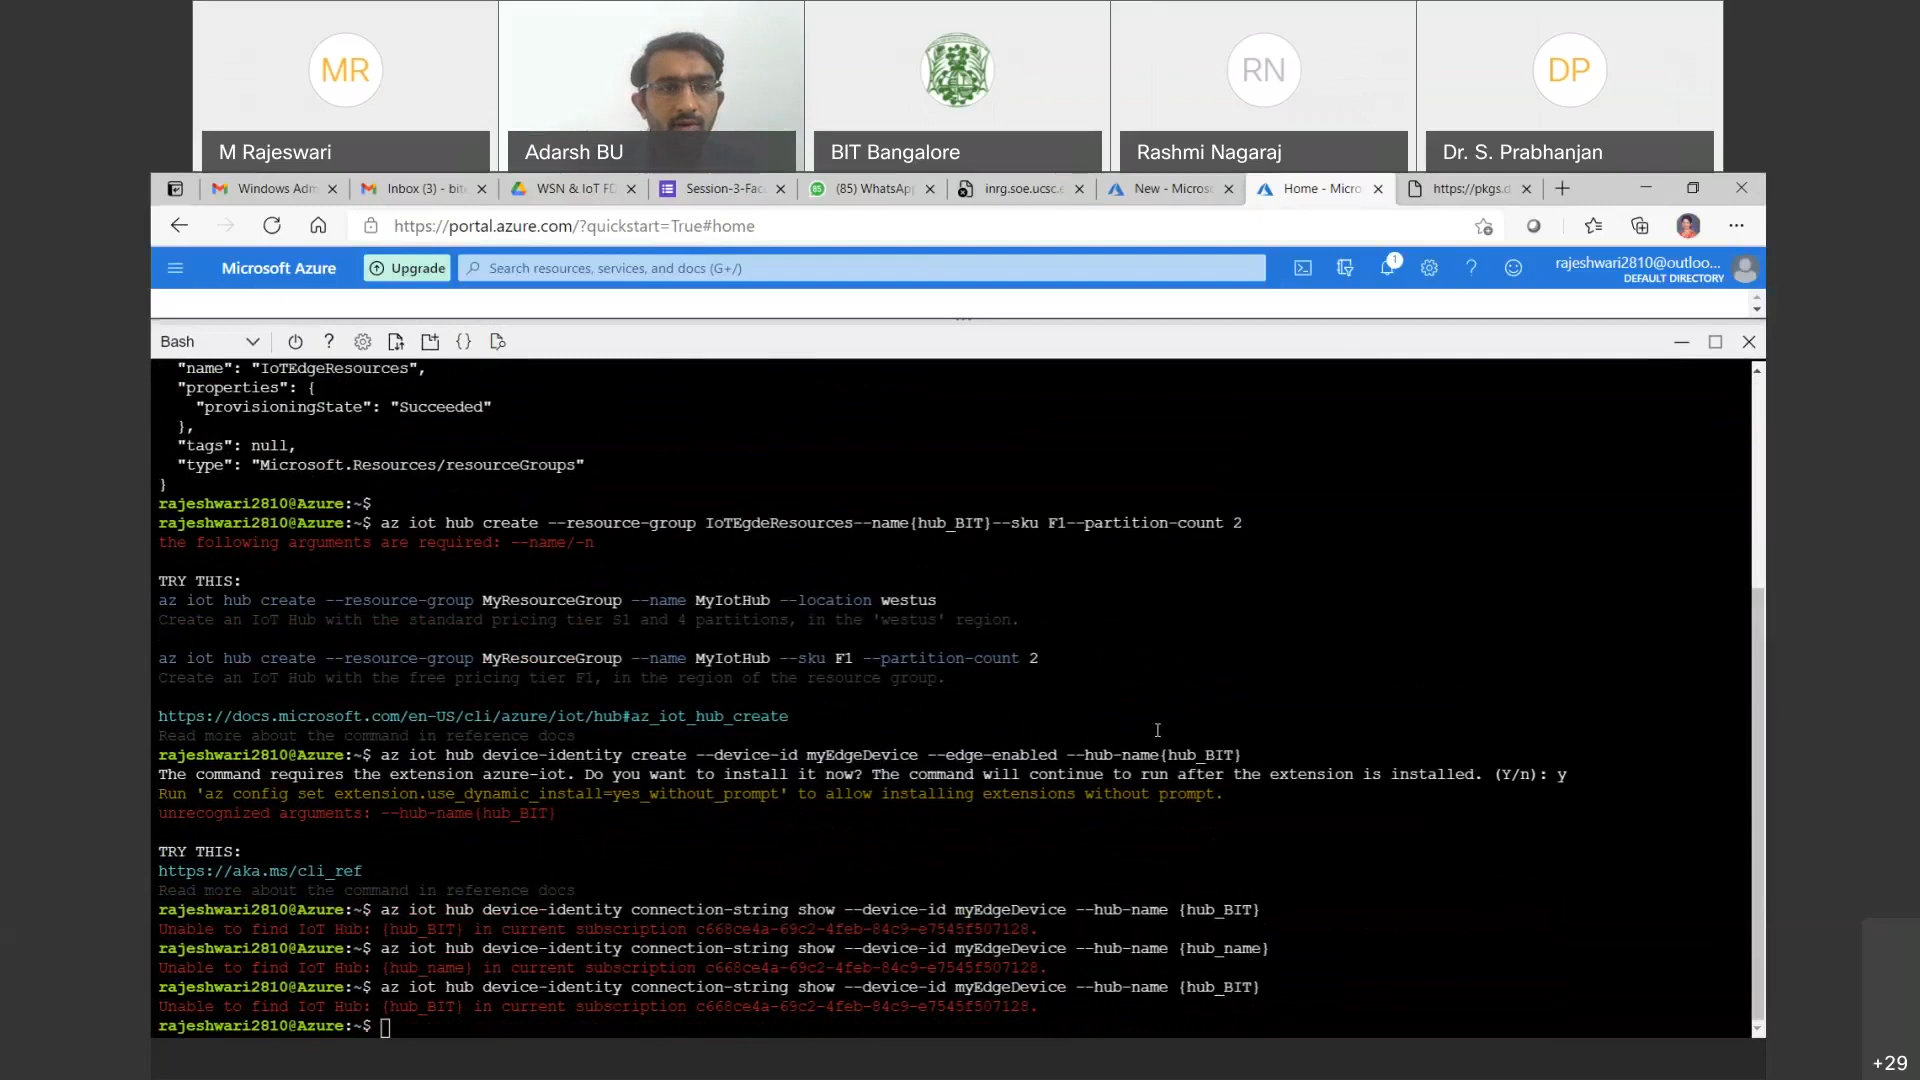 MR
RN
DP
M Rajeswari
Adarsh BU
BIT Bangalore
Rashmi Nagaraj
Dr. S. Prabhanjan
Windows Adm
Inbox (3) - bit
WSN & IoT FD
Session-3-Fac
(85) WhatsApp
inrg.soe.ucsc.e
New - Microso
Home - Micro
https://pkgs.d
https://portal.azure.com/?quickstart=True#home
Microsoft Azure
Upgrade
Search resources, services, and docs (G+/)
1
rajeshwari2810@outloo...
DEFAULT DIRECTORY
Bash
"name": "IoTEdgeResources",
"properties": {
"provisioningState": "Succeeded"
},
"tags": null,
"type": "Microsoft.Resources/resourceGroups"
}
rajeshwari2810@Azure:~$
rajeshwari2810@Azure:~$ az iot hub create --resource-group IoTEgdeResources--name{hub_BIT}--sku F1--partition-count 2
the following arguments are required: --name/-n
TRY THIS:
az iot hub create --resource-group MyResourceGroup --name MyIotHub --location westus
Create an IoT Hub with the standard pricing tier S1 and 4 partitions, in the 'westus' region.
az iot hub create --resource-group MyResourceGroup --name MyIotHub --sku F1 --partition-count 2
Create an IoT Hub with the free pricing tier F1, in the region of the resource group.
https://docs.microsoft.com/en-US/cli/azure/iot/hub#az_iot_hub_create
Read more about the command in reference docs
rajeshwari2810@Azure:~$ az iot hub device-identity create --device-id myEdgeDevice --edge-enabled --hub-name{hub_BIT}
The command requires the extension azure-iot. Do you want to install it now? The command will continue to run after the extension is installed. (Y/n): y
Run 'az config set extension.use_dynamic_install=yes_without_prompt' to allow installing extensions without prompt.
unrecognized arguments: --hub-name{hub_BIT}
TRY THIS:
https://aka.ms/cli_ref
Read more about the command in reference docs
rajeshwari2810@Azure:~$ az iot hub device-identity connection-string show --device-id myEdgeDevice --hub-name {hub_BIT}
Unable to find IoT Hub: {hub_BIT} in current subscription c668ce4a-69c2-4feb-84c9-e7545f507128.
rajeshwari2810@Azure:~$ az iot hub device-identity connection-string show --device-id myEdgeDevice --hub-name {hub_name}
Unable to find IoT Hub: {hub_name} in current subscription c668ce4a-69c2-4feb-84c9-e7545f507128.
rajeshwari2810@Azure:~$ az iot hub device-identity connection-string show --device-id myEdgeDevice --hub-name {hub_BIT}
Unable to find IoT Hub: {hub_BIT} in current subscription c668ce4a-69c2-4feb-84c9-e7545f507128.
rajeshwari2810@Azure:~$
+29